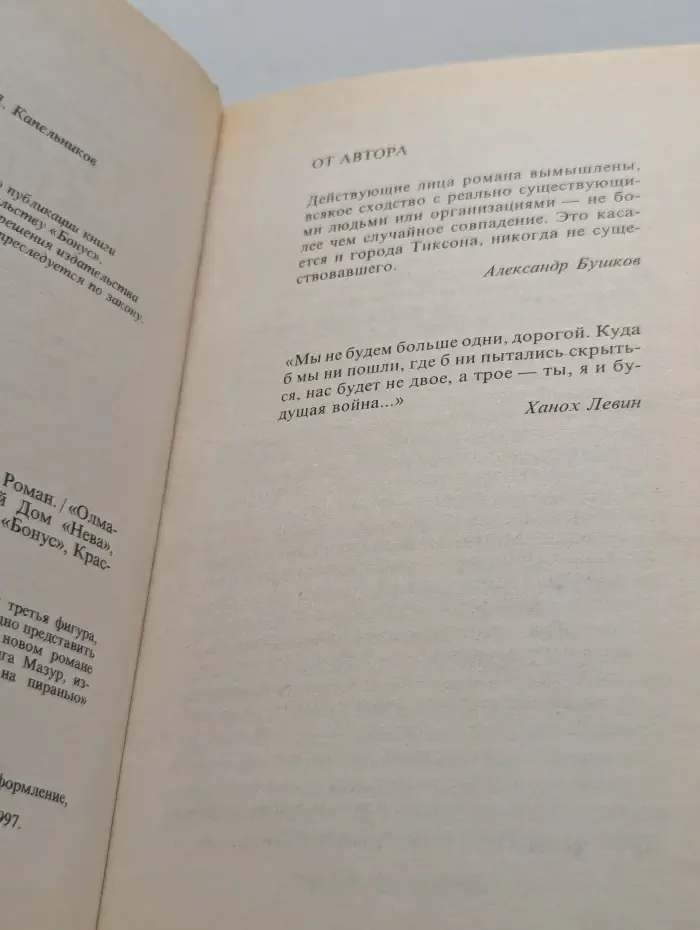 Капельников
публикации книги
«Бонус».
издательства
преследуется по закону.
Роман. / «Олма-
Дом «Нева»,
«Бонус», Крас-
третья фигура,
представить
новом романе
Мазур, из-
на пиранью»
формление,
997.
ОТ АВТОРА
Действующие лица романа вымышлены,
всякое сходство с реально существующи-
ми людьми или организациями — не бо-
лее чем случайное совпадение. Это каса-
ется и города Тиксона, никогда не суще-
ствовавшего.
Александр Бушков
«Мы не будем больше одни, дорогой. Куда
б мы ни пошли, где б ни пытались скрыть-
ся, нас будет не двое, а трое — ты, я и бу-
дущая война...»
Ханох Левин